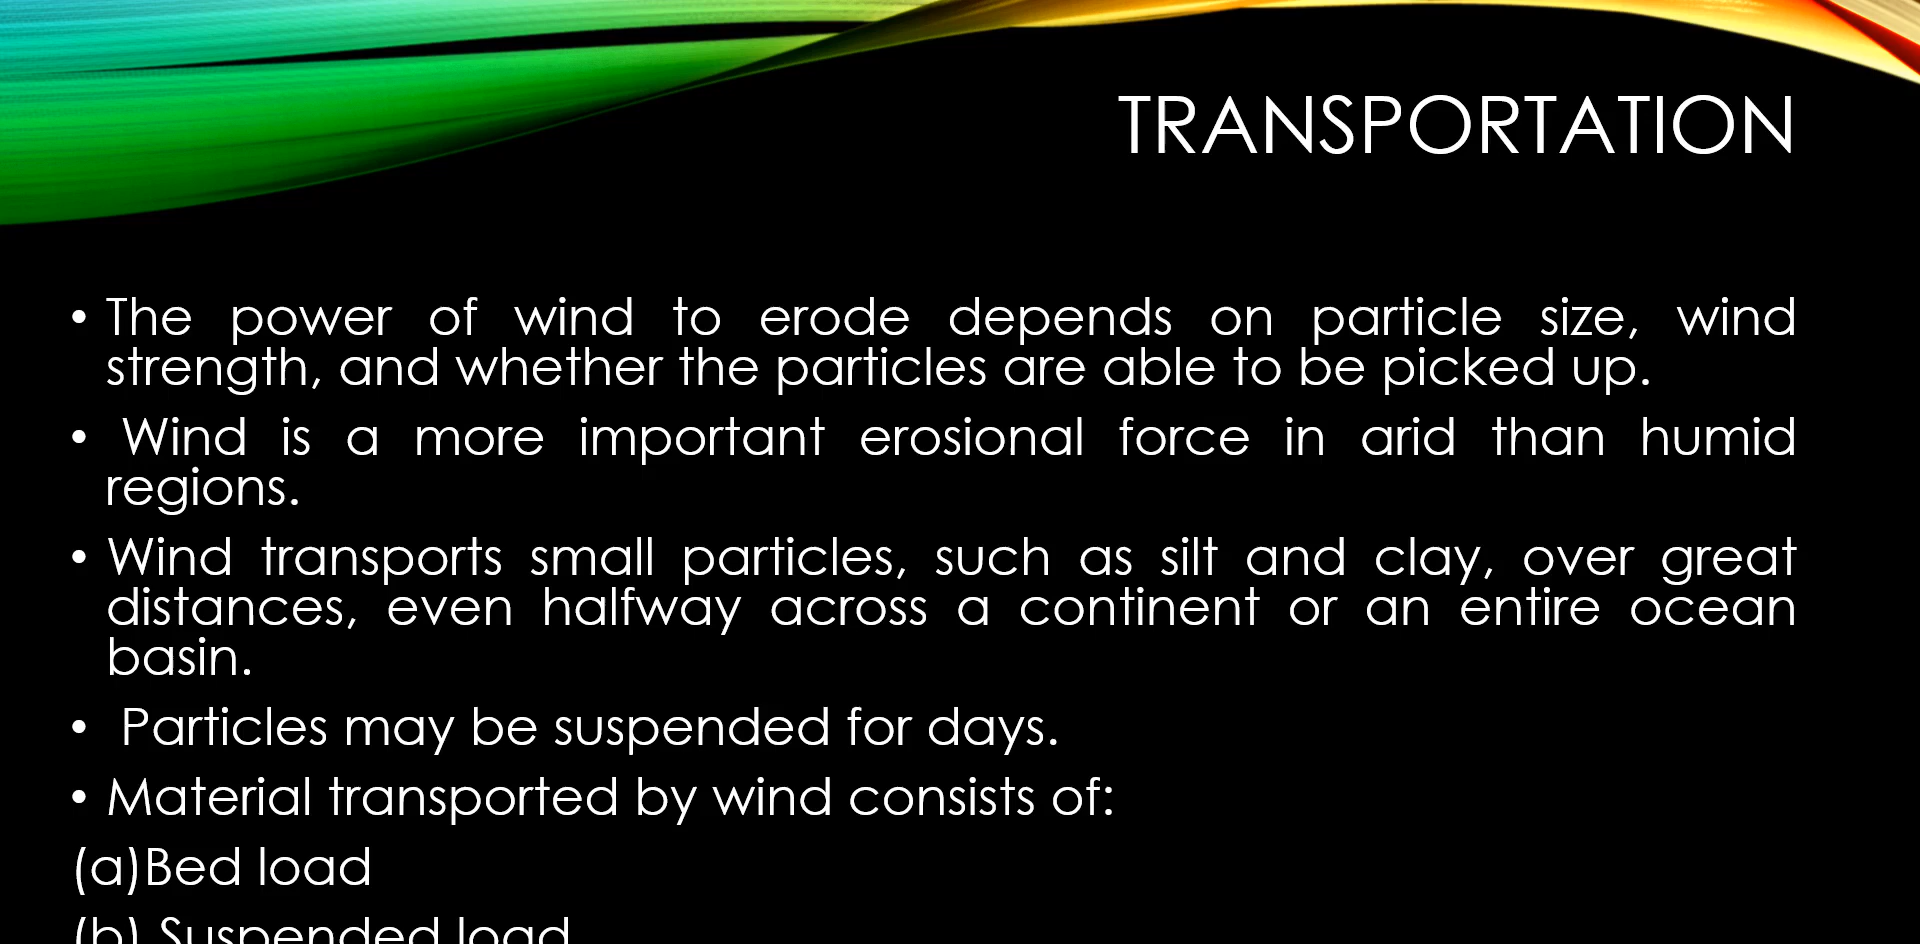 TRANSPORTATION
• The power of wind to erode depends on particle size, wind
strength, and whether the particles are able to be picked up.
• Wind is a more important erosional force in arid than humid
regions.
• Wind transports small particles, such as silt and clay, over great
distances, even halfway across a continent or an entire ocean
basin.
• Particles may be suspended for days.
• Material transported by wind consists of:
(a)Bed load
(b) Suspended load